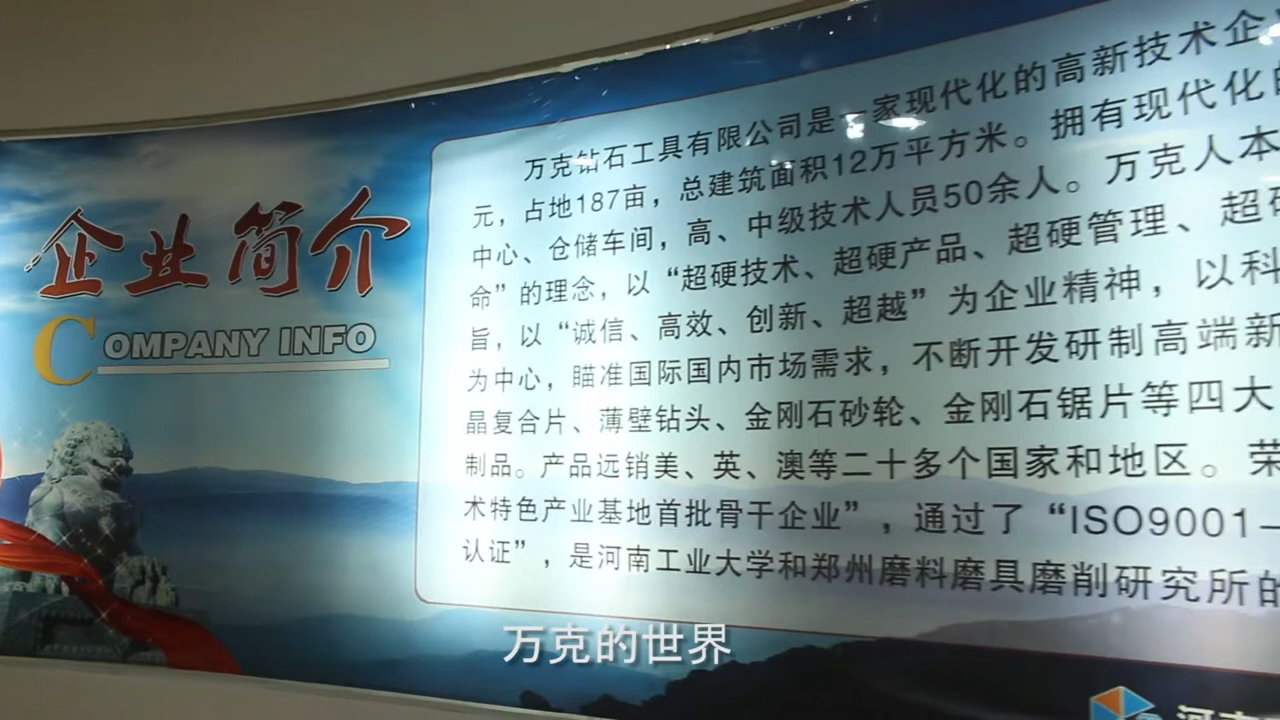 企业简介
COMPANY INFO
万克钻石工具有限公司是一家现代化的高新技术企业
元，占地187亩，总建筑面积12万平方米。拥有现代化的
中心、仓储车间，高、中级技术人员50余人。万克人本
命”的理念，以“超硬技术、超硬产品、超硬管理、超硬
旨，以“诚信、高效、创新、超越”为企业精神，以科
为中心，瞄准国际国内市场需求，不断开发研制高端新
晶复合片、薄壁钻头、金刚石砂轮、金刚石锯片等四大
制品。产品远销美、英、澳等二十多个国家和地区。荣
术特色产业基地首批骨干企业”，通过了“ISO9001—
认证”，是河南工业大学和郑州磨料磨具磨削研究所的
万克的世界